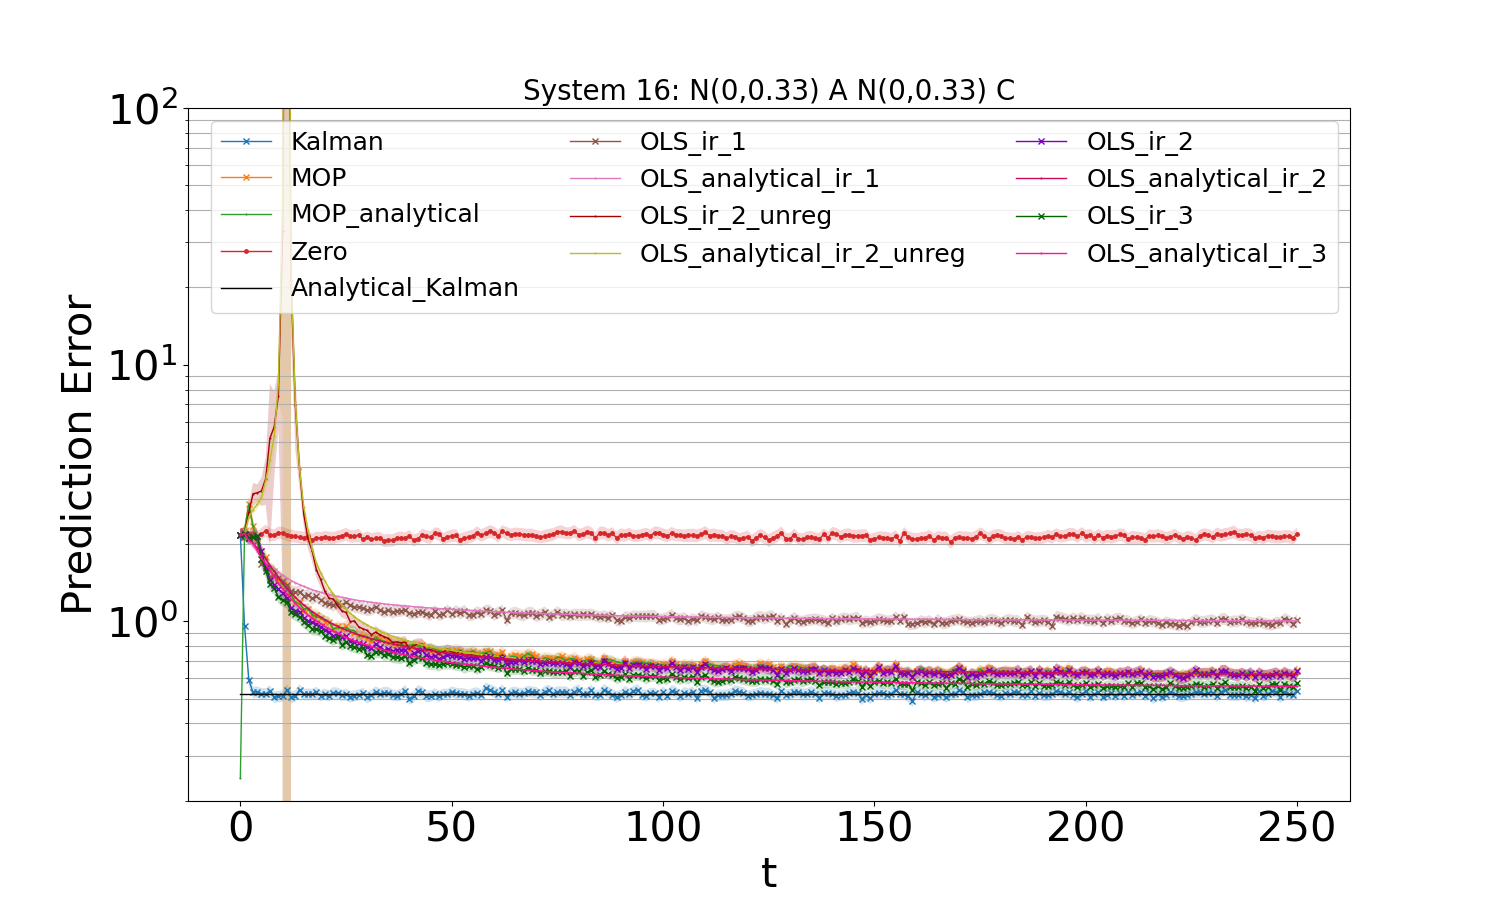 System 16: N(0,0.33) A N(0,0.33) C
10²
10¹
10⁰
Prediction Error
Kalman
MOP
MOP_analytical
Zero
Analytical_Kalman
OLS_ir_1
OLS_analytical_ir_1
OLS_ir_2_unreg
OLS_analytical_ir_2_unreg
OLS_ir_2
OLS_analytical_ir_2
OLS_ir_3
OLS_analytical_ir_3
0 50 100 150 200 250
t